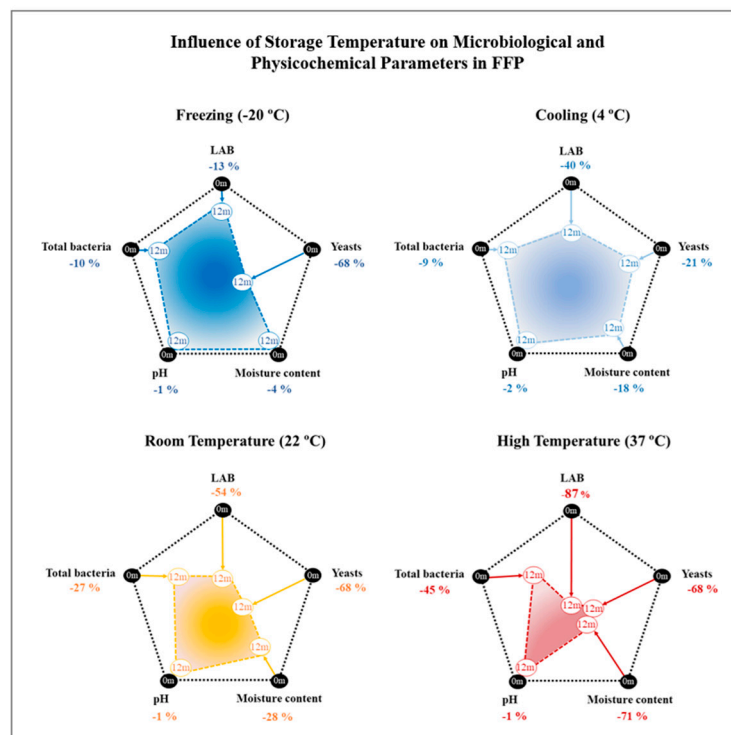 Influence of Storage Temperature on Microbiological and
Physicochemical Parameters in FFP
Freezing (-20 ºC)
LAB
-13 %
0m
12m
Total bacteria
-10 %
0m
12m
Yeasts
-68 %
0m
12m
pH
-1 %
0m
12m
Moisture content
-4 %
0m
12m
Cooling (4 ºC)
LAB
-40 %
0m
12m
Total bacteria
-9 %
0m
12m
Yeasts
-21 %
0m
12m
pH
-2 %
0m
12m
Moisture content
-18 %
0m
12m
Room Temperature (22 ºC)
LAB
-54 %
0m
12m
Total bacteria
-27 %
0m
12m
Yeasts
-68 %
0m
12m
pH
-1 %
0m
12m
Moisture content
-28 %
0m
12m
High Temperature (37 ºC)
LAB
-87 %
0m
12m
Total bacteria
-45 %
0m
12m
Yeasts
-68 %
0m
12m
pH
-1 %
0m
12m
Moisture content
-71 %
0m
12m